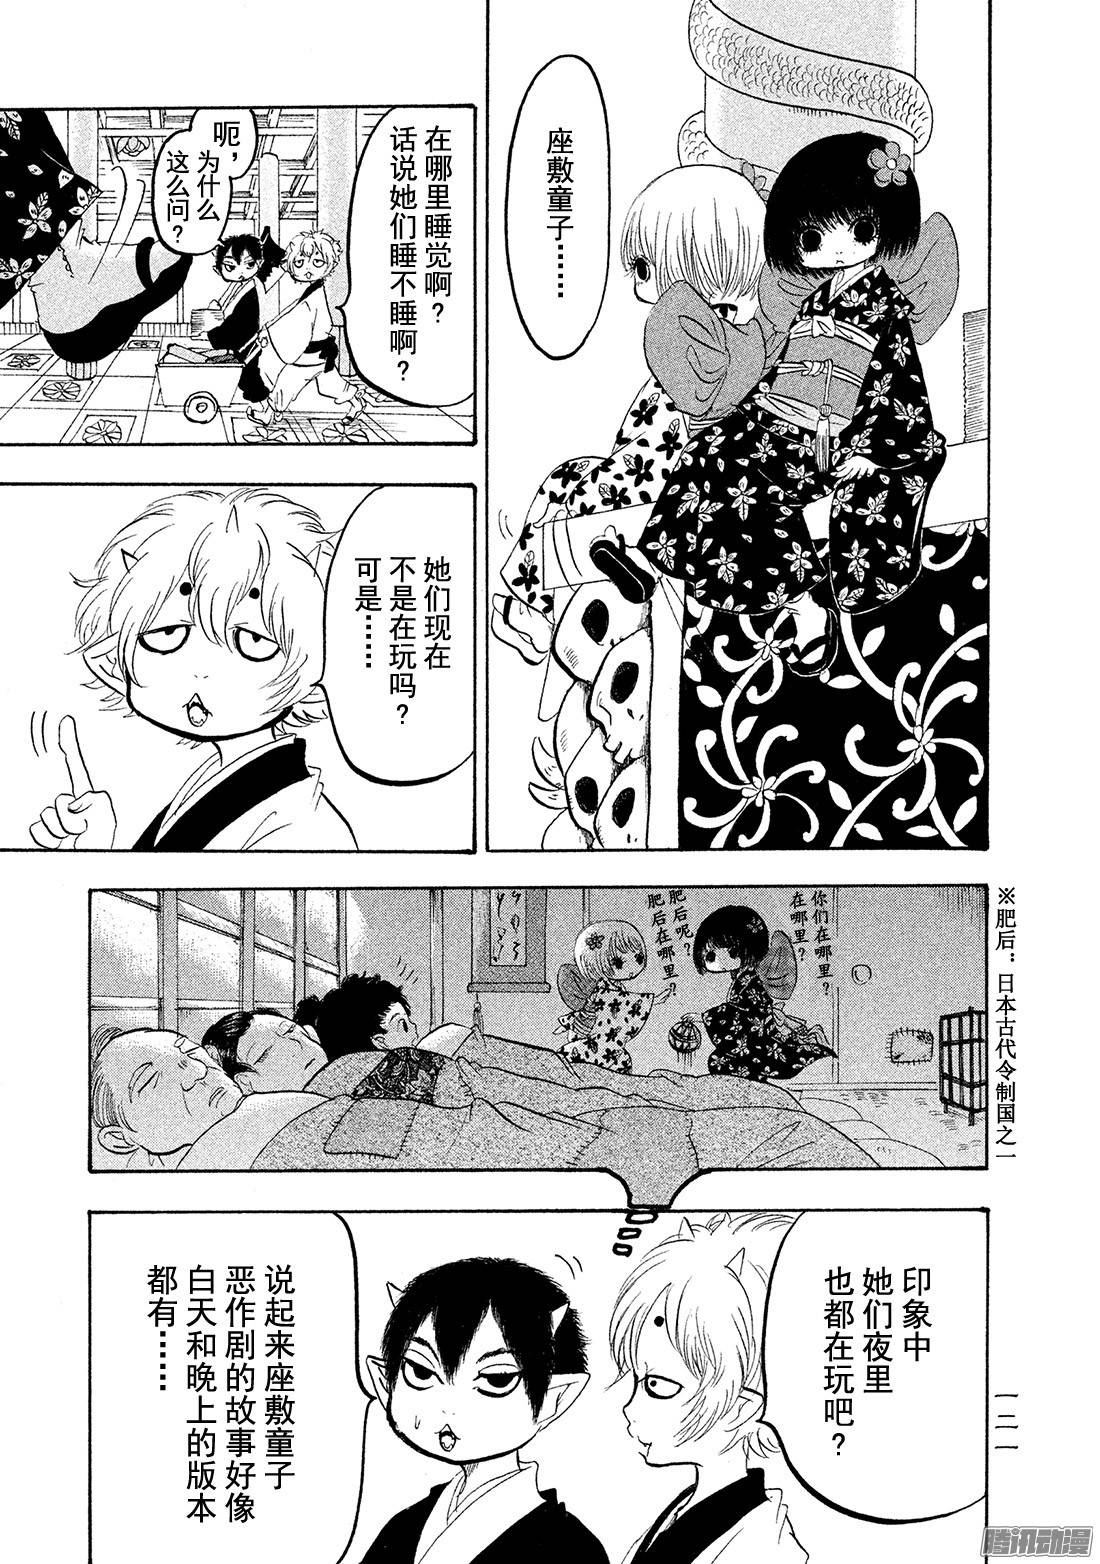 座敷童子……
在哪里睡觉啊？
话说她们睡不睡啊？
呃，
为什么
这么问？
她们现在
不是在玩吗？
可是……
你们在哪里？
在哪里？
肥后呢？
肥后在哪里？
※肥后：日本古代令制国之一
印象中
她们夜里
也都在玩吧？
说起来座敷童子
恶作剧的故事好像
白天和晚上的版本
都有……
一二一
腾讯动漫